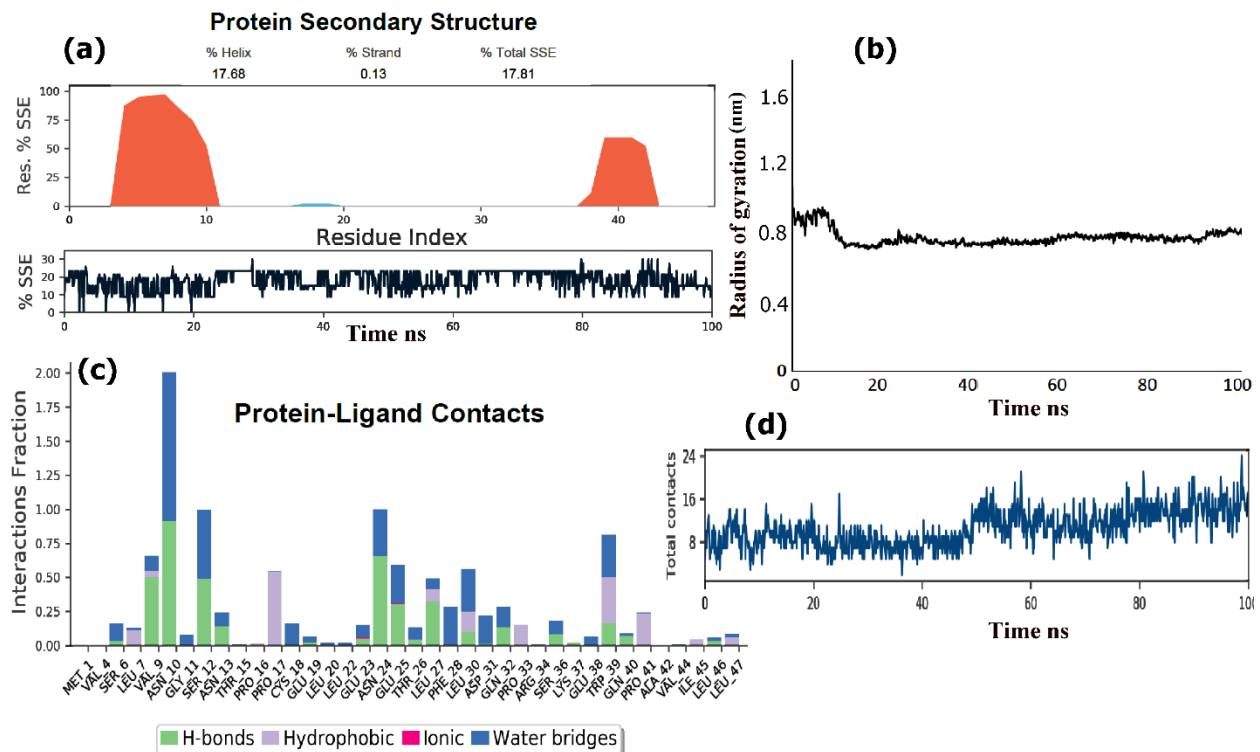 Protein Secondary Structure
(a)
% Helix % Strand % Total SSE
17.68 0.13 17.81
Res. % SSE
100
75
50
25
0
0 10 20 30 40
Residue Index
% SSE
30
20
10
0
0 20 40 60 80 100
Time ns
(b)
Radius of gyration (nm)
1.6
1.2
0.8
0.4
0
0 20 40 60 80 100
Time ns
(c)
Protein-Ligand Contacts
Interactions Fraction
2.00
1.75
1.50
1.25
1.00
0.75
0.50
0.25
0.00
MET_1 VAL_4 SER_6 LEU_7 VAL_9 ASN_10 GLY_11 SER_12 ASN_13 THR_15 PRO_16 PRO_17 CYS_18 GLU_19 LEU_20 LEU_22 GLU_23 ASN_24 GLU_25 THR_26 LEU_27 PHE_28 LEU_30 ASP_31 GLN_32 PRO_33 ARG_34 SER_36 LYS_37 GLU_38 TRP_39 GLN_40 PRO_41 ALA_42 VAL_44 ILE_45 LEU_46 LEU_47
H-bonds Hydrophobic Ionic Water bridges
(d)
Total contacts
24
16
8
0 20 40 60 80 100
Time ns